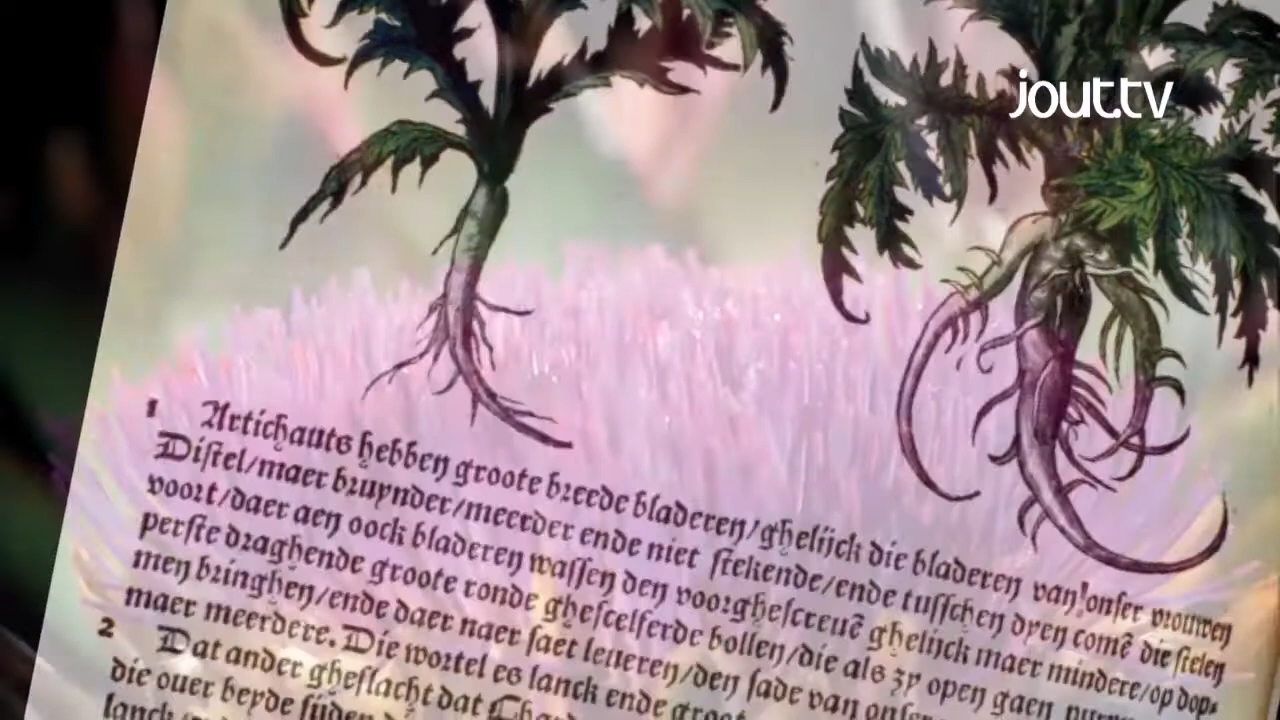 jout.tv
1 Artichauts hebben groote breede bladeren/ghelijck die bladeren van onser vrouwen
Distel/maer bruynder/meerder ende niet stekende/ende tusschen dyen comē die stelen
voort/daer aen oock bladeren wassen den voorghescreuē ghelijck maer mindere/op dop-
perste draghende groote ronde ghescelferde bollen/die als zy open gaen
men bringhen/ende daer naer saet leueren/den sade van
maer meerdere. Die wortel es lanck ende groot
2 Dat ander gheslacht dat
die ouer beyde sijden
lanck